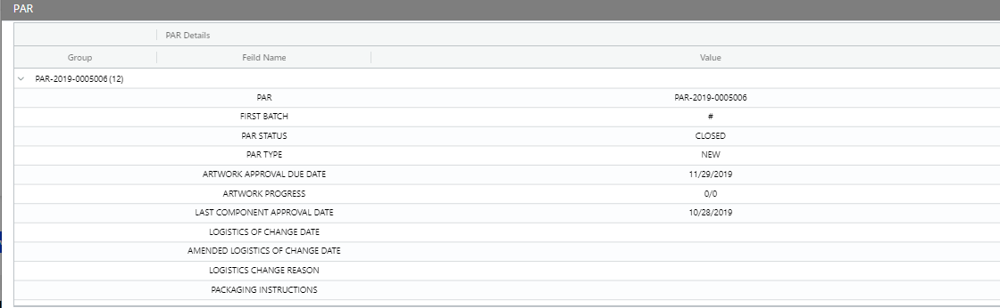 PAR
PAR Details
Group Feild Name Value
PAR-2019-0005006 (12)
PAR PAR-2019-0005006
FIRST BATCH #
PAR STATUS CLOSED
PAR TYPE NEW
ARTWORK APPROVAL DUE DATE 11/29/2019
ARTWORK PROGRESS 0/0
LAST COMPONENT APPROVAL DATE 10/28/2019
LOGISTICS OF CHANGE DATE
AMENDED LOGISTICS OF CHANGE DATE
LOGISTICS CHANGE REASON
PACKAGING INSTRUCTIONS